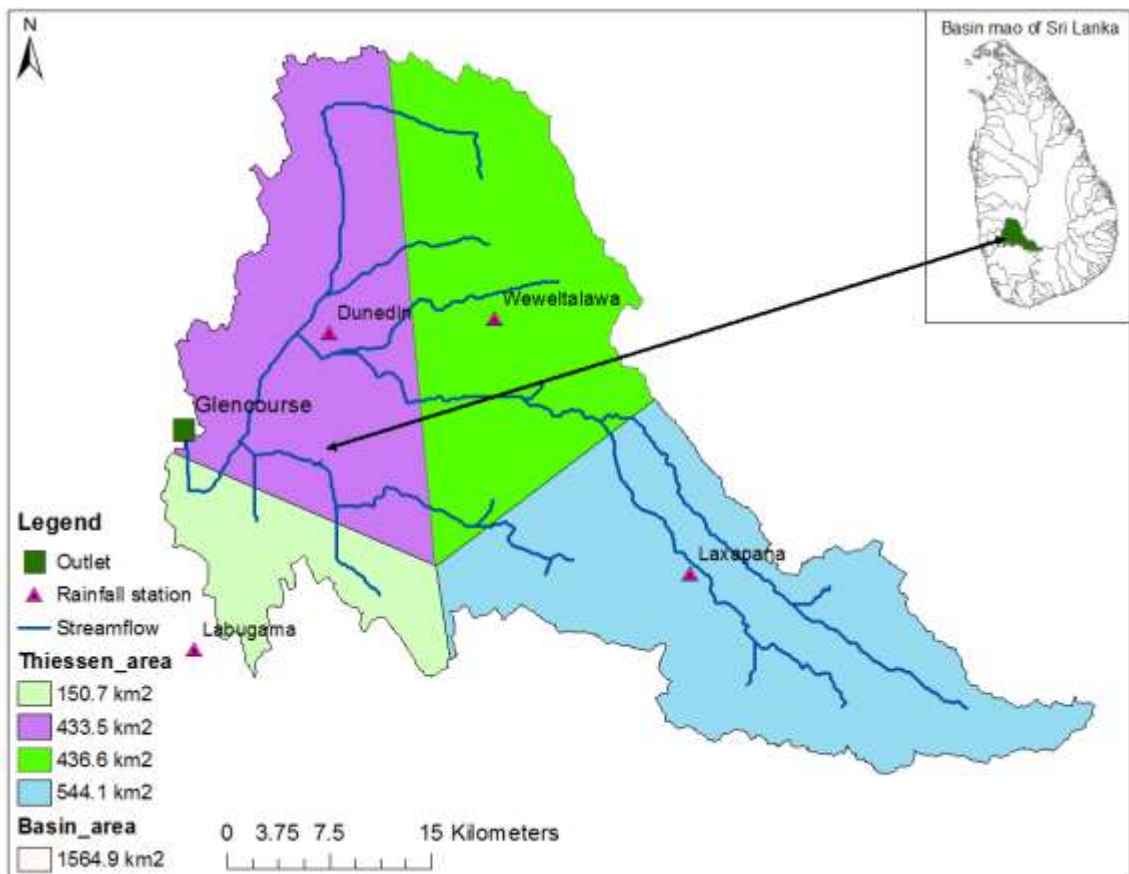 N
Basin mao of Sri Lanka
Dunedin
Weweltalawa
Glencourse
Laxapana
Labugama
Legend
Outlet
Rainfall station
Streamflow
Thiessen_area
150.7 km2
433.5 km2
436.6 km2
544.1 km2
Basin_area
1564.9 km2
0 3.75 7.5 15 Kilometers